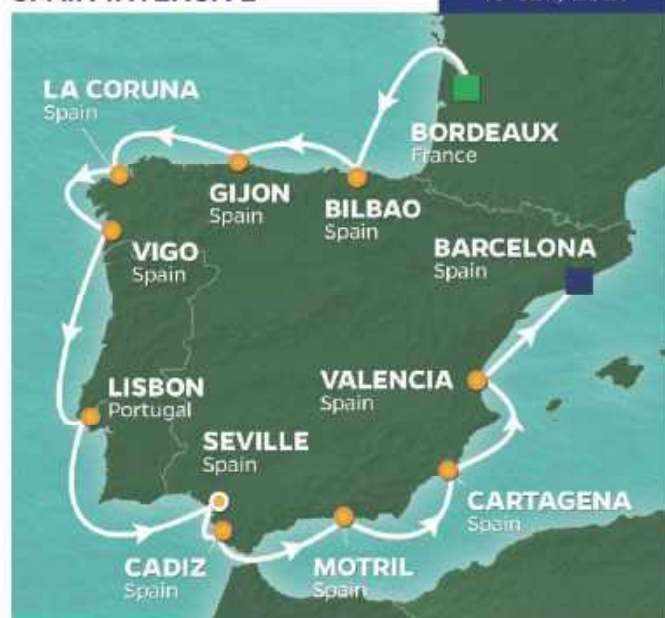 LA CORUNA
Spain
BORDEAUX
France
GIJON
Spain
BILBAO
Spain
VIGO
Spain
BARCELONA
Spain
LISBON
Portugal
VALENCIA
Spain
SEVILLE
Spain
CARTAGENA
Spain
CADIZ
Spain
MOTRIL
Spain